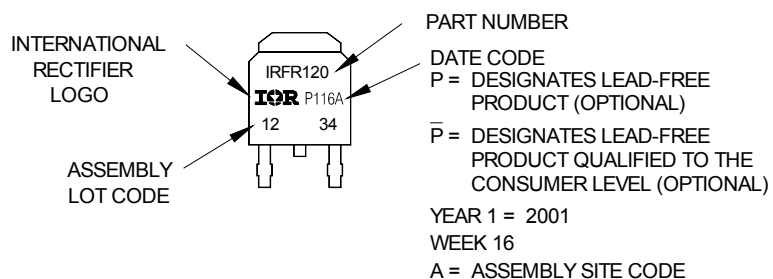 INTERNATIONAL
RECTIFIER
LOGO
ASSEMBLY
LOT CODE
IRFR120
IOR P116A
12 34
PART NUMBER
DATE CODE
P = DESIGNATES LEAD-FREE
PRODUCT (OPTIONAL)
P̅ = DESIGNATES LEAD-FREE
PRODUCT QUALIFIED TO THE
CONSUMER LEVEL (OPTIONAL)
YEAR 1 = 2001
WEEK 16
A = ASSEMBLY SITE CODE